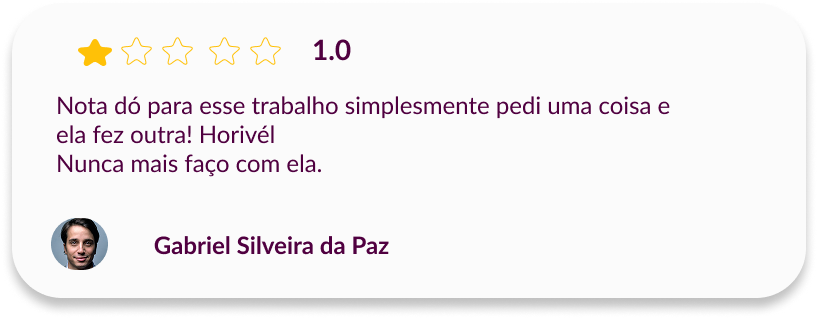 1.0
Nota dó para esse trabalho simplesmente pedi uma coisa e
ela fez outra! Horivél
Nunca mais faço com ela.
Gabriel Silveira da Paz